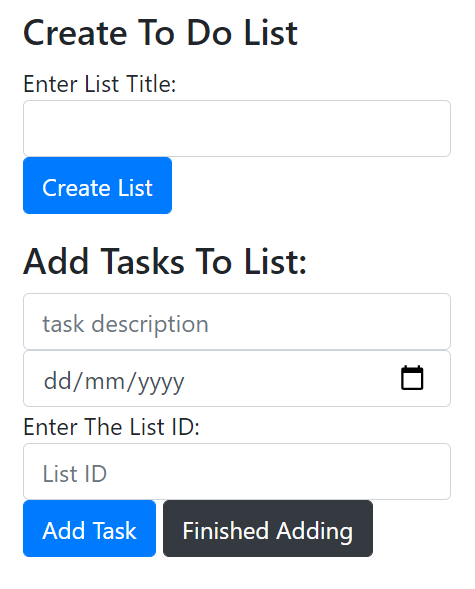 Create To Do List
Enter List Title:
Create List
Add Tasks To List:
task description
dd/mm/yyyy
Enter The List ID:
List ID
Add Task Finished Adding